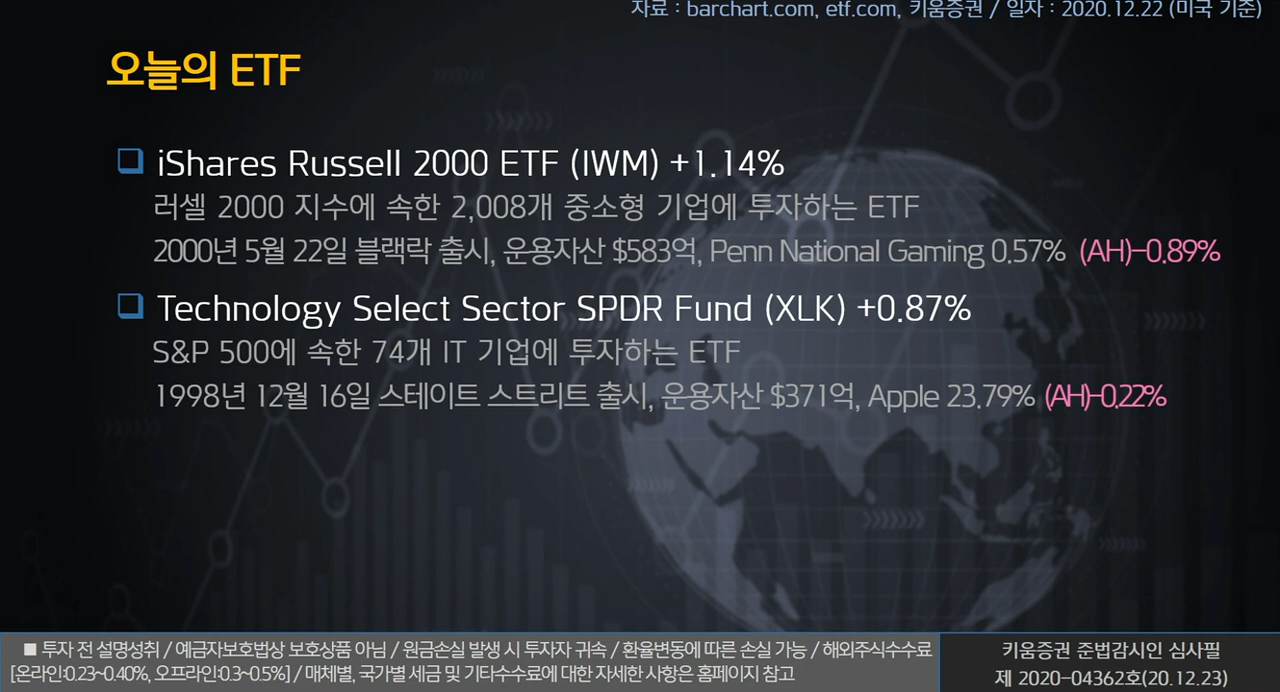 자료 : barchart.com, etf.com, 키움증권 / 일자 : 2020.12.22 (미국 기준)
오늘의 ETF
❑ iShares Russell 2000 ETF (IWM) +1.14%
러셀 2000 지수에 속한 2,008개 중소형 기업에 투자하는 ETF
2000년 5월 22일 블랙락 출시, 운용자산 $583억, Penn National Gaming 0.57% (AH)-0.89%
❑ Technology Select Sector SPDR Fund (XLK) +0.87%
S&P 500에 속한 74개 IT 기업에 투자하는 ETF
1998년 12월 16일 스테이트 스트리트 출시, 운용자산 $371억, Apple 23.79% (AH)-0.22%
■ 투자 전 설명성취 / 예금자보호법상 보호상품 아님 / 원금손실 발생 시 투자자 귀속 / 환율변동에 따른 손실 가능 / 해외주식수수료
[온라인:0.23~0.40%, 오프라인:0.3~0.5%] / 매체별, 국가별 세금 및 기타수수료에 대한 자세한 사항은 홈페이지 참고
키움증권 준법감시인 심사필
제 2020-04362호(20.12.23)